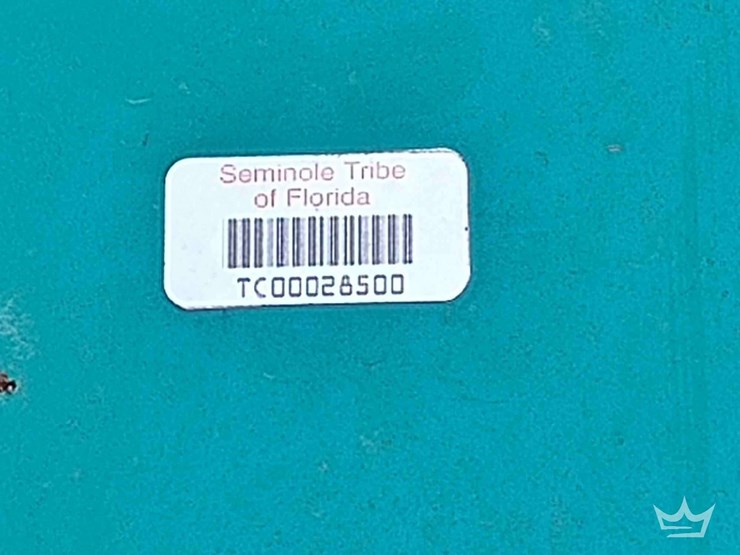 Seminole Tribe
of Florida
TC00028500